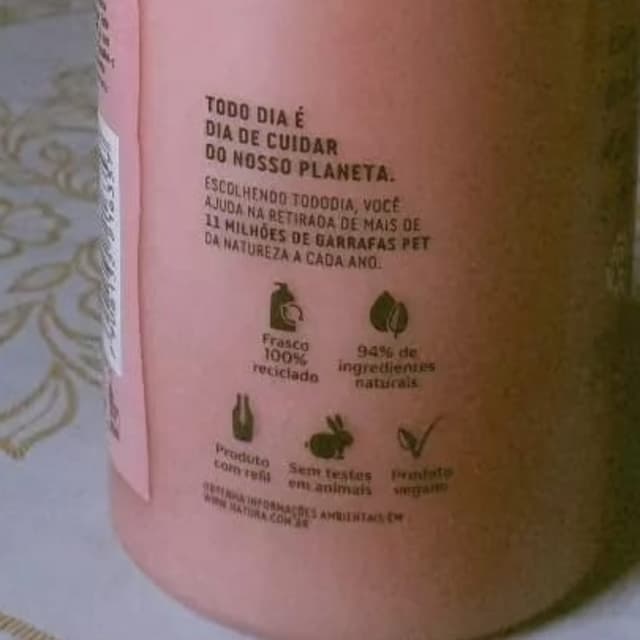 TODO DIA É
DIA DE CUIDAR
DO NOSSO PLANETA.
ESCOLHENDO TODODIA, VOCÊ
AJUDA NA RETIRADA DE MAIS DE
11 MILHÕES DE GARRAFAS PET
DA NATUREZA A CADA ANO.
Frasco
100%
reciclado
94% de
ingredientes
naturais
Produto
com refil
Sem testes
em animais
Produto
vegano
OBTENHA INFORMAÇÕES AMBIENTAIS EM
WWW.NATURA.COM.BR